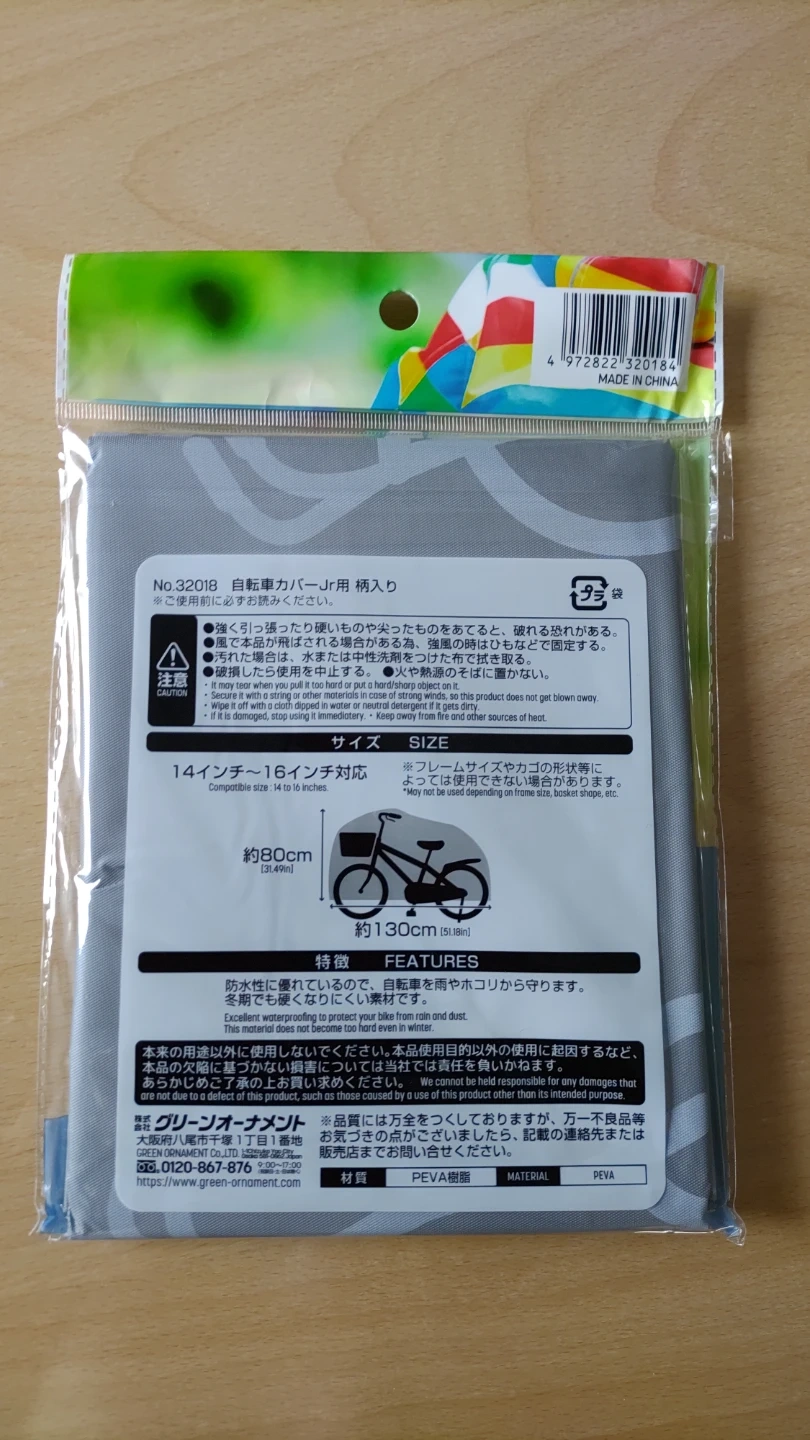 4 972822 320184
MADE IN CHINA
No.32018 自転車カバーJr用 柄入り
※ご使用前に必ずお読みください。
プラ 袋
注意
CAUTION
●強く引っ張ったり硬いものや尖ったものをあてると、破れる恐れがある。
●風で本品が飛ばされる場合がある為、強風の時はひもなどで固定する。
●汚れた場合は、水または中性洗剤をつけた布で拭き取る。
●破損したら使用を中止する。 ●火や熱源のそばに置かない。
・It may tear when you pull it too hard or put a hard/sharp object on it.
・Secure it with a string or other materials in case of strong winds, so this product does not get blown away.
・Wipe it off with a cloth dipped in water or neutral detergent if it gets dirty.
・If it is damaged, stop using it immediatery. ・Keep away from fire and other sources of heat.
サイズ SIZE
14インチ〜16インチ対応
Compatible size : 14 to 16 inches.
※フレームサイズやカゴの形状等に
よっては使用できない場合があります。
*May not be used depending on frame size, basket shape, etc.
約80cm
[31.49in]
約130cm [51.18in]
特徴 FEATURES
防水性に優れているので、自転車を雨やホコリから守ります。
冬期でも硬くなりにくい素材です。
Excellent waterproofing to protect your bike from rain and dust.
This material does not become too hard even in winter.
本来の用途以外に使用しないでください。本品使用目的以外の使用に起因するなど、
本品の欠陥に基づかない損害については当社では責任を負いかねます。
あらかじめご了承の上お買い求めください。 We cannot be held responsible for any damages that
are not due to a defect of this product, such as those caused by a use of this product other than its intended purpose.
株式会社 グリーンオーナメント
大阪府八尾市千塚1丁目1番地
GREEN ORNAMENT Co.,LTD.
0120-867-876 9:00〜17:00
https://www.green-ornament.com
※品質には万全をつくしておりますが、万一不良品等
お気づきの点がございましたら、記載の連絡先または
販売店までお問い合せください。
材質 PEVA樹脂 MATERIAL PEVA